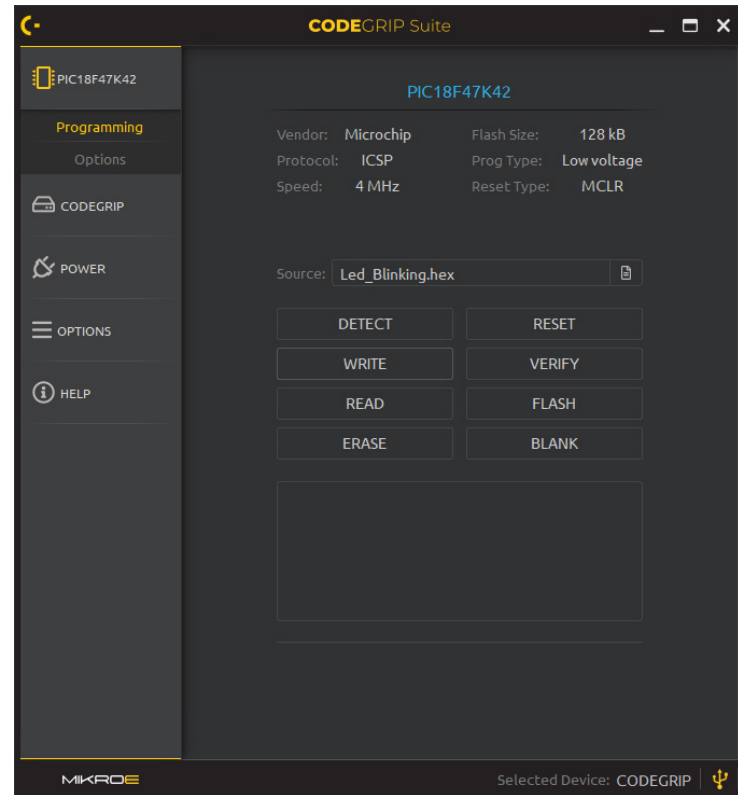 CODEGRIP Suite
PIC18F47K42
Programming
Options
CODEGRIP
POWER
OPTIONS
HELP
PIC18F47K42
Vendor: Microchip Flash Size: 128 kB
Protocol: ICSP Prog Type: Low voltage
Speed: 4 MHz Reset Type: MCLR
Source: Led_Blinking.hex
DETECT RESET
WRITE VERIFY
READ FLASH
ERASE BLANK
MIKROE
Selected Device: CODEGRIP